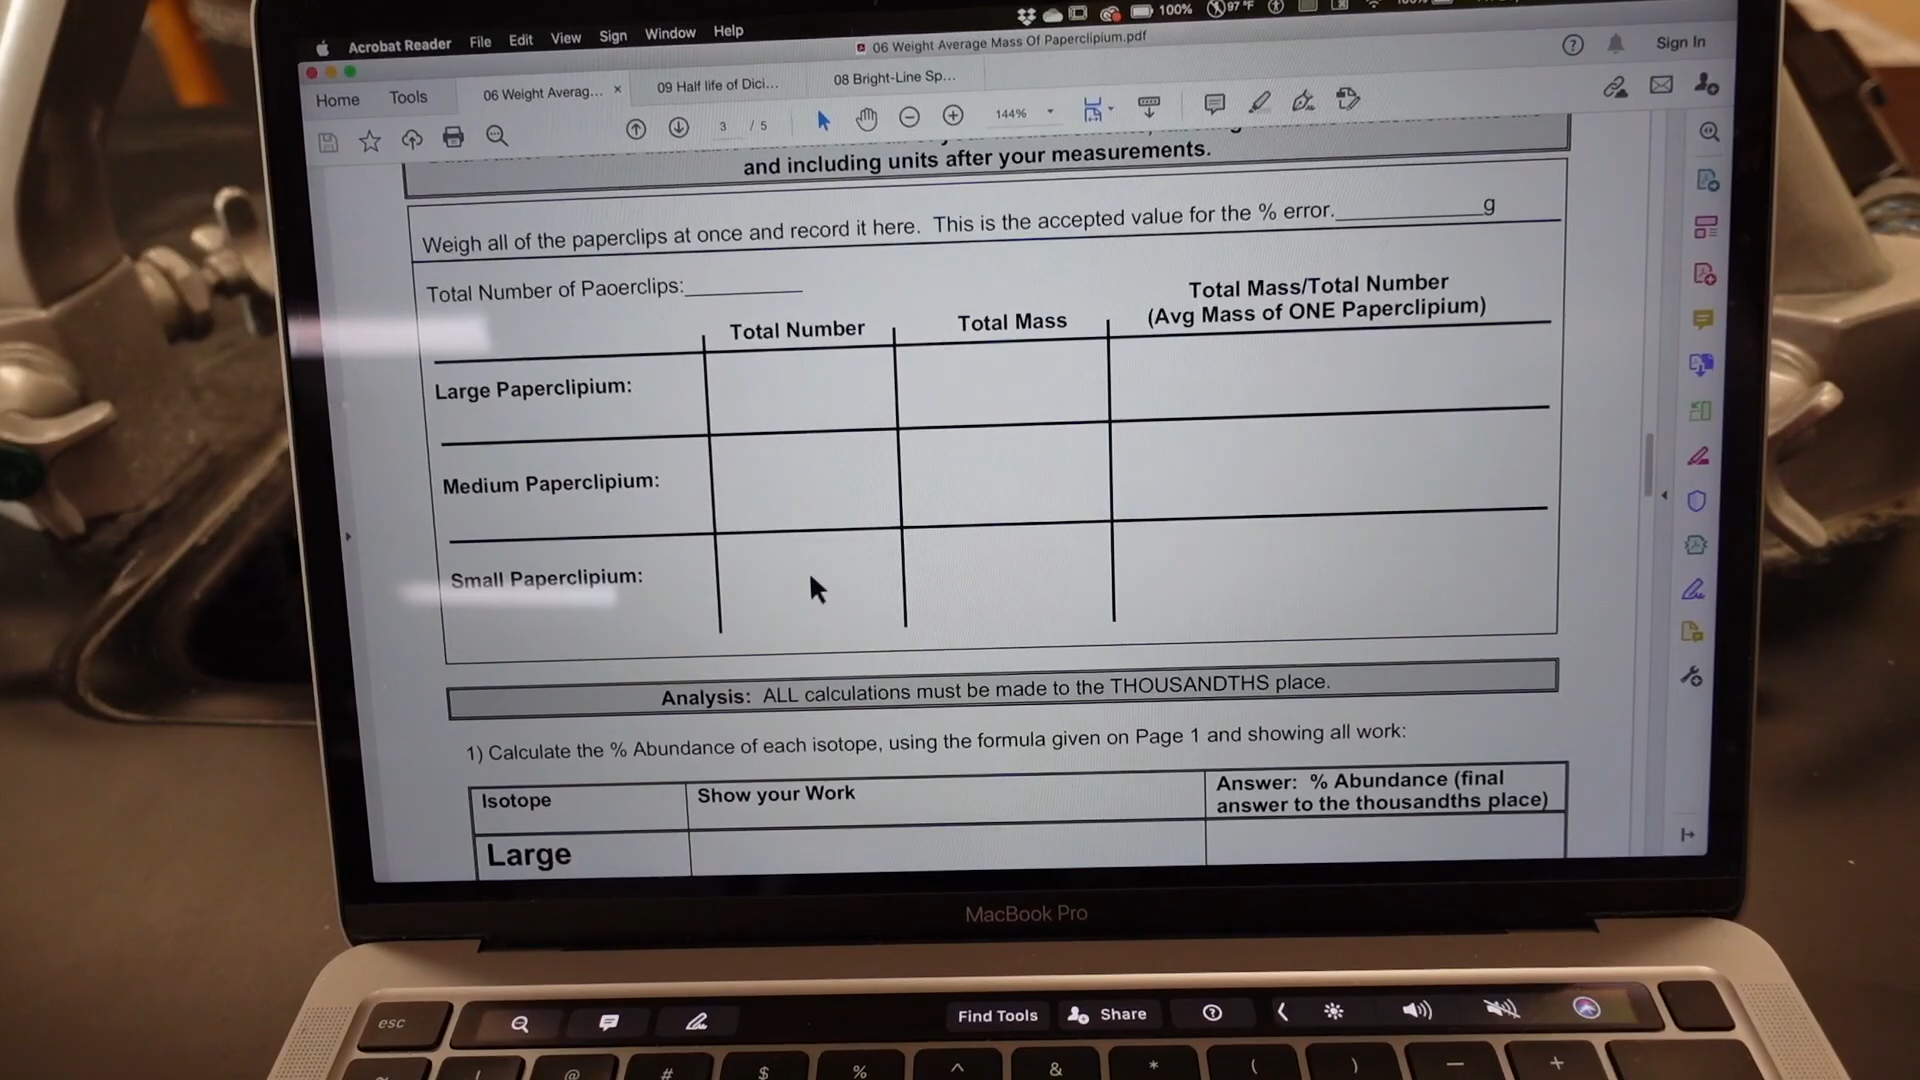 100%
97 °F
Acrobat Reader File Edit View Sign Window Help
06 Weight Average Mass Of Paperclipium.pdf
Sign In
Home Tools 06 Weight Averag... × 09 Half life of Dici... 08 Bright-Line Sp...
3 / 5 144%
and including units after your measurements.
Weigh all of the paperclips at once and record it here. This is the accepted value for the % error.____________g
Total Number of Paoerclips:__________
Total Mass/Total Number
Total Number Total Mass (Avg Mass of ONE Paperclipium)
Large Paperclipium:
Medium Paperclipium:
Small Paperclipium:
Analysis: ALL calculations must be made to the THOUSANDTHS place.
1) Calculate the % Abundance of each isotope, using the formula given on Page 1 and showing all work:
Isotope Show your Work Answer: % Abundance (final
answer to the thousandths place)
Large
MacBook Pro
esc Find Tools Share
@ # $ % ^ & * ( ) — +